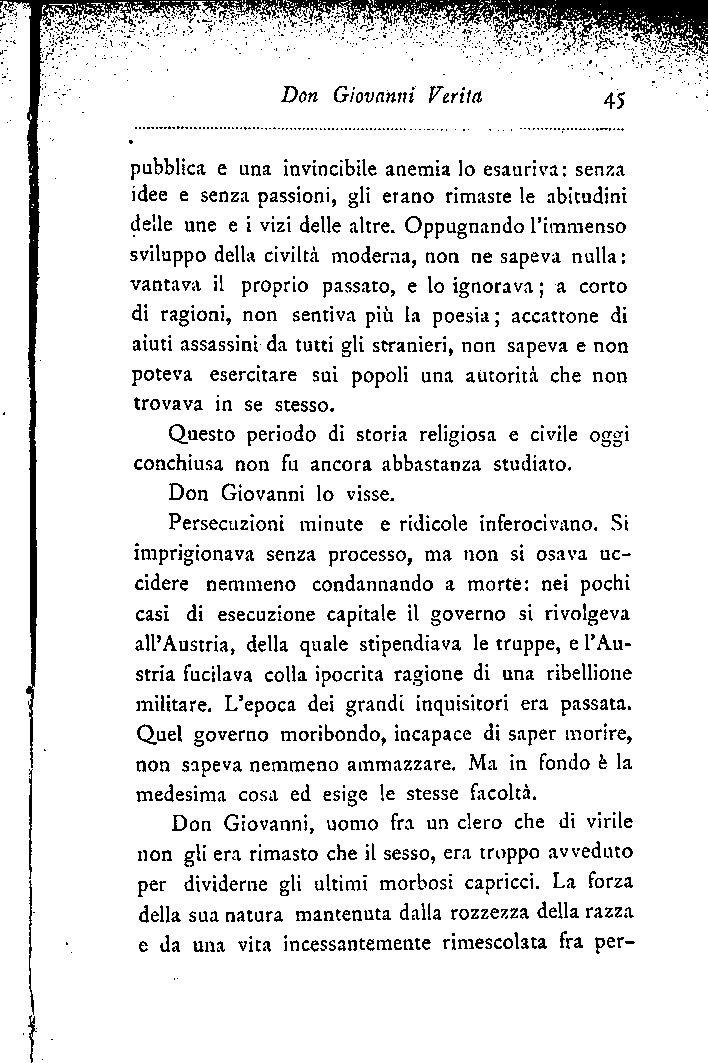 Don Giovanni Verita 45
pubblica e una invincibile anemia lo esauriva: senza
idee e senza passioni, gli erano rimaste le abitudini
delle une e i vizi delle altre. Oppugnando l'immenso
sviluppo della civiltà moderna, non ne sapeva nulla:
vantava il proprio passato, e lo ignorava; a corto
di ragioni, non sentiva più la poesia; accattone di
aiuti assassini da tutti gli stranieri, non sapeva e non
poteva esercitare sui popoli una autorità che non
trovava in se stesso.
Questo periodo di storia religiosa e civile oggi
conchiusa non fu ancora abbastanza studiato.
Don Giovanni lo visse.
Persecuzioni minute e ridicole inferocivano. Si
imprigionava senza processo, ma non si osava uc-
cidere nemmeno condannando a morte: nei pochi
casi di esecuzione capitale il governo si rivolgeva
all'Austria, della quale stipendiava le truppe, e l'Au-
stria fucilava colla ipocrita ragione di una ribellione
militare. L'epoca dei grandi inquisitori era passata.
Quel governo moribondo, incapace di saper morire,
non sapeva nemmeno ammazzare. Ma in fondo è la
medesima cosa ed esige le stesse facoltà.
Don Giovanni, uomo fra un clero che di virile
non gli era rimasto che il sesso, era troppo avveduto
per dividerne gli ultimi morbosi capricci. La forza
della sua natura mantenuta dalla rozzezza della razza
e da una vita incessantemente rimescolata fra per-